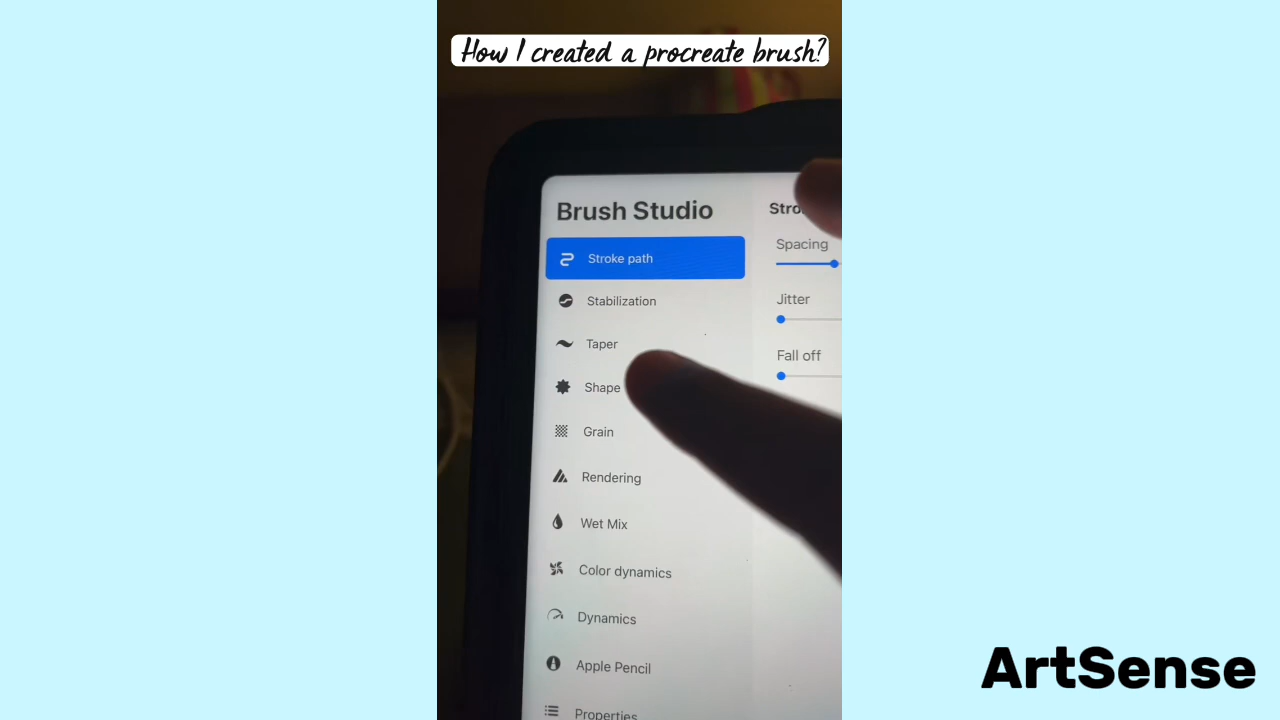 How I created a procreate brush?
Brush Studio
Stroke path
Stabilization
Taper
Shape
Grain
Rendering
Wet Mix
Color dynamics
Dynamics
Apple Pencil
Properties
Spacing
Jitter
Fall off
ArtSense